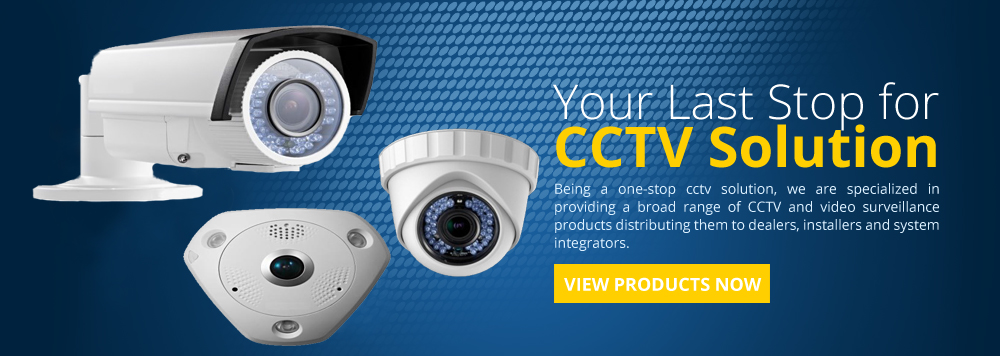 Your Last Stop for
CCTV Solution
Being a one-stop cctv solution, we are specialized in
providing a broad range of CCTV and video surveillance
products distributing them to dealers, installers and system
integrators.
VIEW PRODUCTS NOW